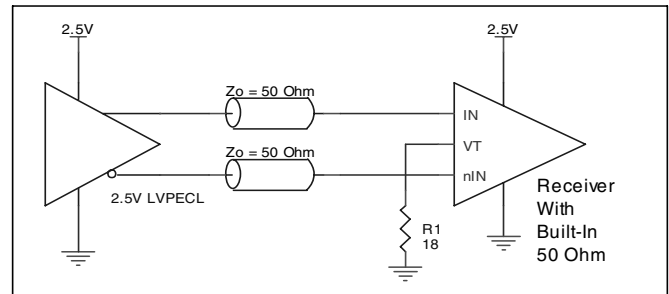 2.5V
2.5V
Zo = 50 Ohm
IN
VT
Zo = 50 Ohm
nIN
2.5V LVPECL
R1
18
Receiver
With
Built-In
50 Ohm